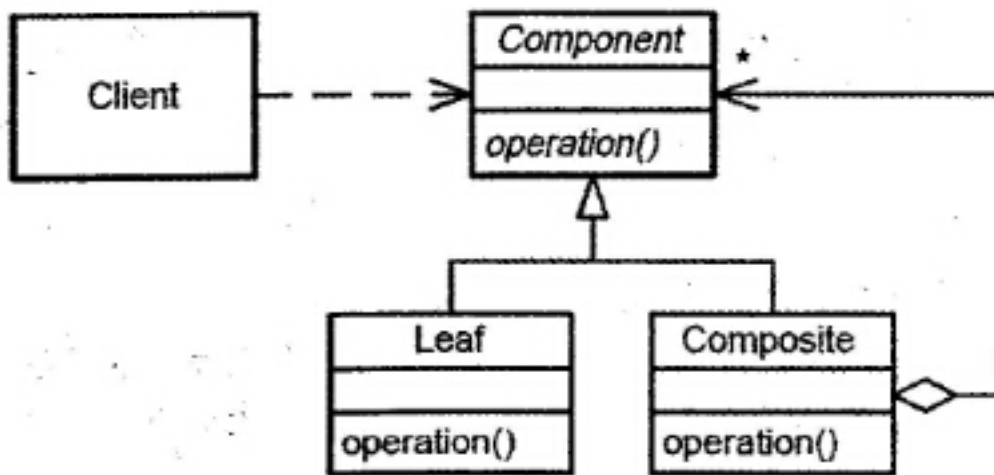 Component
*
Client
operation()
Leaf
Composite
operation()
operation()